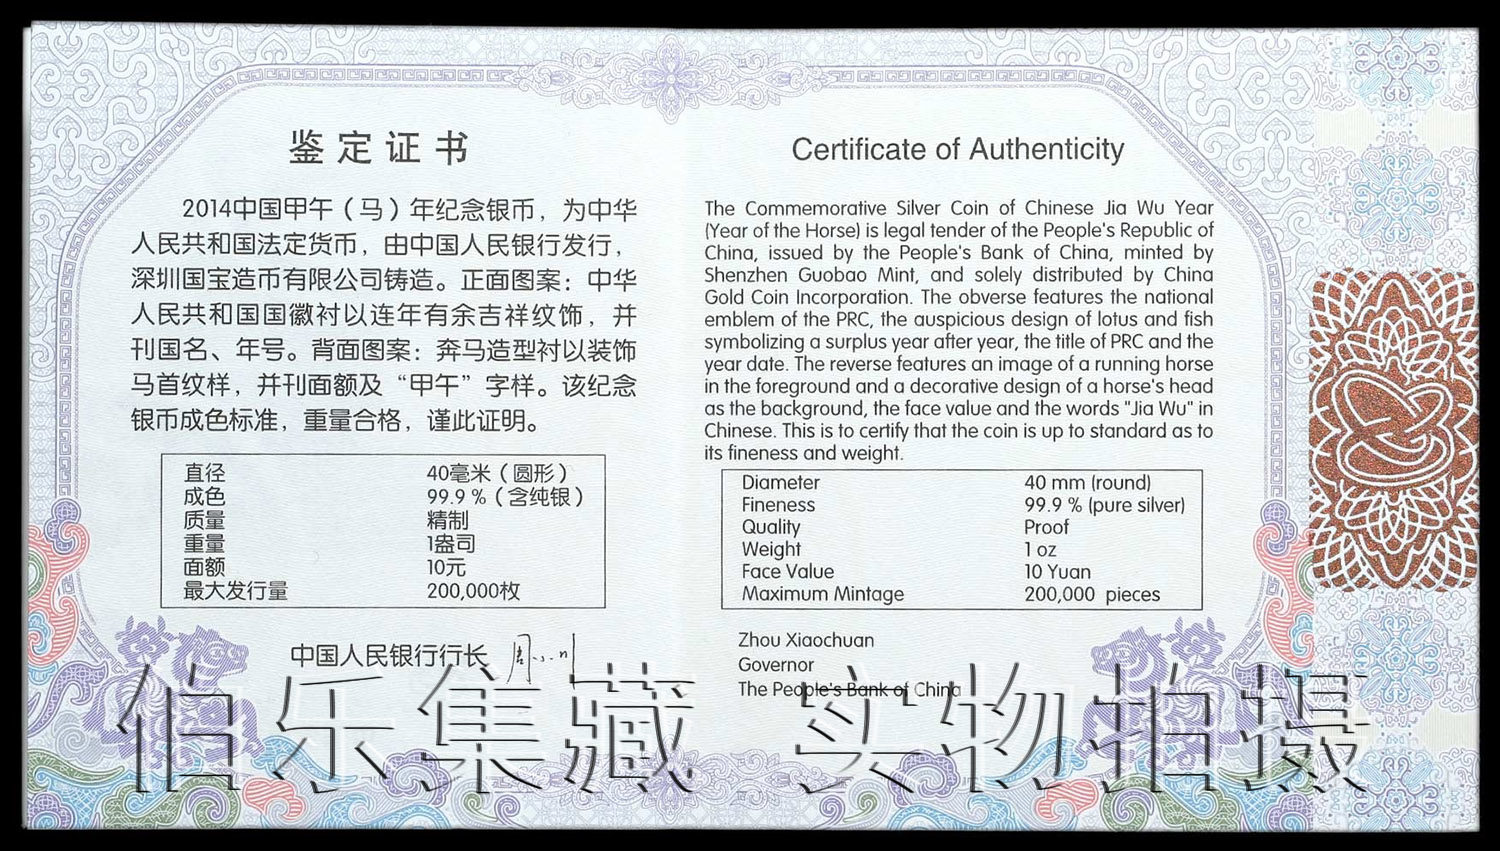 鉴定证书
2014中国甲午（马）年纪念银币，为中华
人民共和国法定货币，由中国人民银行发行，
深圳国宝造币有限公司铸造。正面图案：中华
人民共和国国徽衬以连年有余吉祥纹饰，并
刊国名、年号。背面图案：奔马造型衬以装饰
马首纹样，并刊面额及“甲午”字样。该纪念
银币成色标准，重量合格，谨此证明。
直径 40毫米（圆形）
成色 99.9 %（含纯银）
质量 精制
重量 1盎司
面额 10元
最大发行量 200,000枚
中国人民银行行长
Certificate of Authenticity
The Commemorative Silver Coin of Chinese Jia Wu Year
(Year of the Horse) is legal tender of the People's Republic of
China, issued by the People's Bank of China, minted by
Shenzhen Guobao Mint, and solely distributed by China
Gold Coin Incorporation. The obverse features the national
emblem of the PRC, the auspicious design of lotus and fish
symbolizing a surplus year after year, the title of PRC and the
year date. The reverse features an image of a running horse
in the foreground and a decorative design of a horse's head
as the background, the face value and the words "Jia Wu" in
Chinese. This is to certify that the coin is up to standard as to
its fineness and weight.
Diameter 40 mm (round)
Fineness 99.9 % (pure silver)
Quality Proof
Weight 1 oz
Face Value 10 Yuan
Maximum Mintage 200,000 pieces
Zhou Xiaochuan
Governor
The People's Bank of China
伯乐集藏 实物拍摄